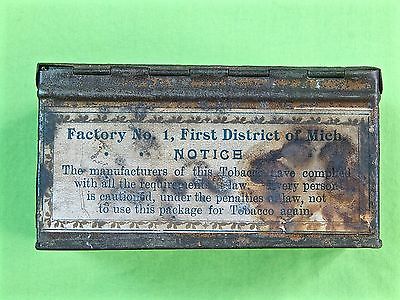 Factory No. 1, First District of Mich.
NOTICE
The manufacturers of this Tobacco have complied
with all the requirements of law. Every person
is cautioned, under the penalties of law, not
to use this package for Tobacco again.